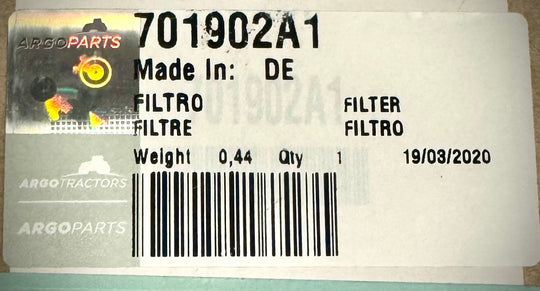 ARGOPARTS
701902A1
Made In: DE
FILTRO FILTER
FILTRE FILTRO
Weight 0,44 Qty 1 19/03/2020
ARGOTRACTORS
ARGOPARTS